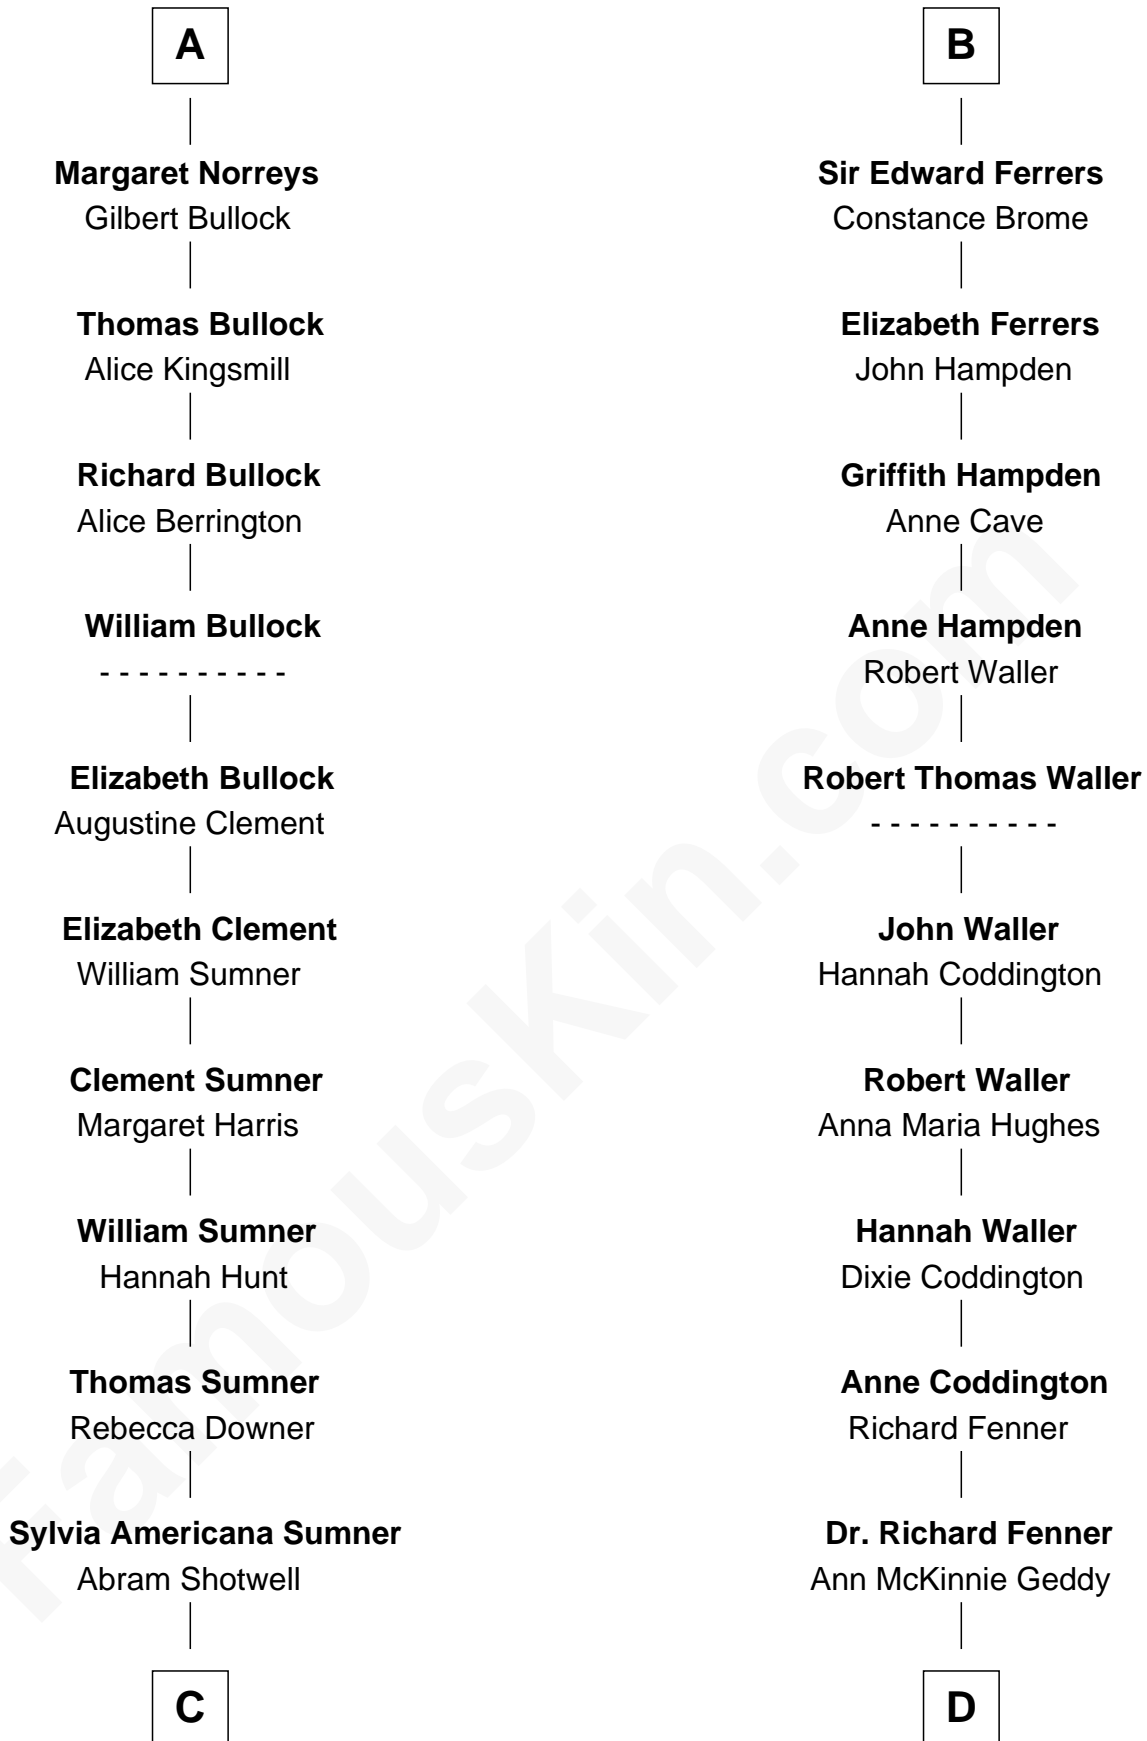 A
Margaret Norreys
Gilbert Bullock
Thomas Bullock
Alice Kingsmill
Richard Bullock
Alice Berrington
William Bullock
- - - - - - - - - -
Elizabeth Bullock
Augustine Clement
Elizabeth Clement
William Sumner
Clement Sumner
Margaret Harris
William Sumner
Hannah Hunt
Thomas Sumner
Rebecca Downer
Sylvia Americana Sumner
Abram Shotwell
C
B
Sir Edward Ferrers
Constance Brome
Elizabeth Ferrers
John Hampden
Griffith Hampden
Anne Cave
Anne Hampden
Robert Waller
Robert Thomas Waller
- - - - - - - - - -
John Waller
Hannah Coddington
Robert Waller
Anna Maria Hughes
Hannah Waller
Dixie Coddington
Anne Coddington
Richard Fenner
Dr. Richard Fenner
Ann McKinnie Geddy
D
FamousKin.com